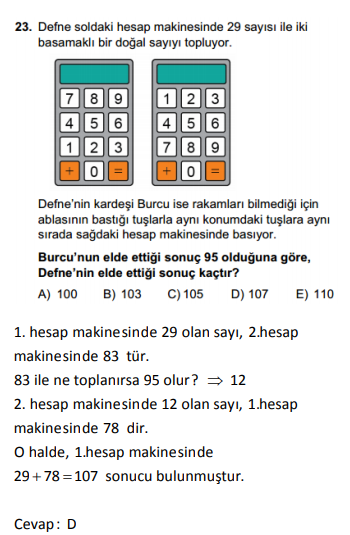 23. Defne soldaki hesap makinesinde 29 sayısı ile iki
basamaklı bir doğal sayıyı topluyor.
7 8 9 1 2 3
4 5 6 4 5 6
1 2 3 7 8 9
+ 0 = + 0 =
Defne'nin kardeşi Burcu ise rakamları bilmediği için
ablasının bastığı tuşlarla aynı konumdaki tuşlara aynı
sırada sağdaki hesap makinesinde basıyor.
Burcu'nun elde ettiği sonuç 95 olduğuna göre,
Defne'nin elde ettiği sonuç kaçtır?
A) 100 B) 103 C) 105 D) 107 E) 110
1. hesap makinesinde 29 olan sayı, 2.hesap
makinesinde 83 tür.
83 ile ne toplanırsa 95 olur? ⇒ 12
2. hesap makinesinde 12 olan sayı, 1.hesap
makinesinde 78 dir.
O halde, 1.hesap makinesinde
29+78=107 sonucu bulunmuştur.
Cevap: D